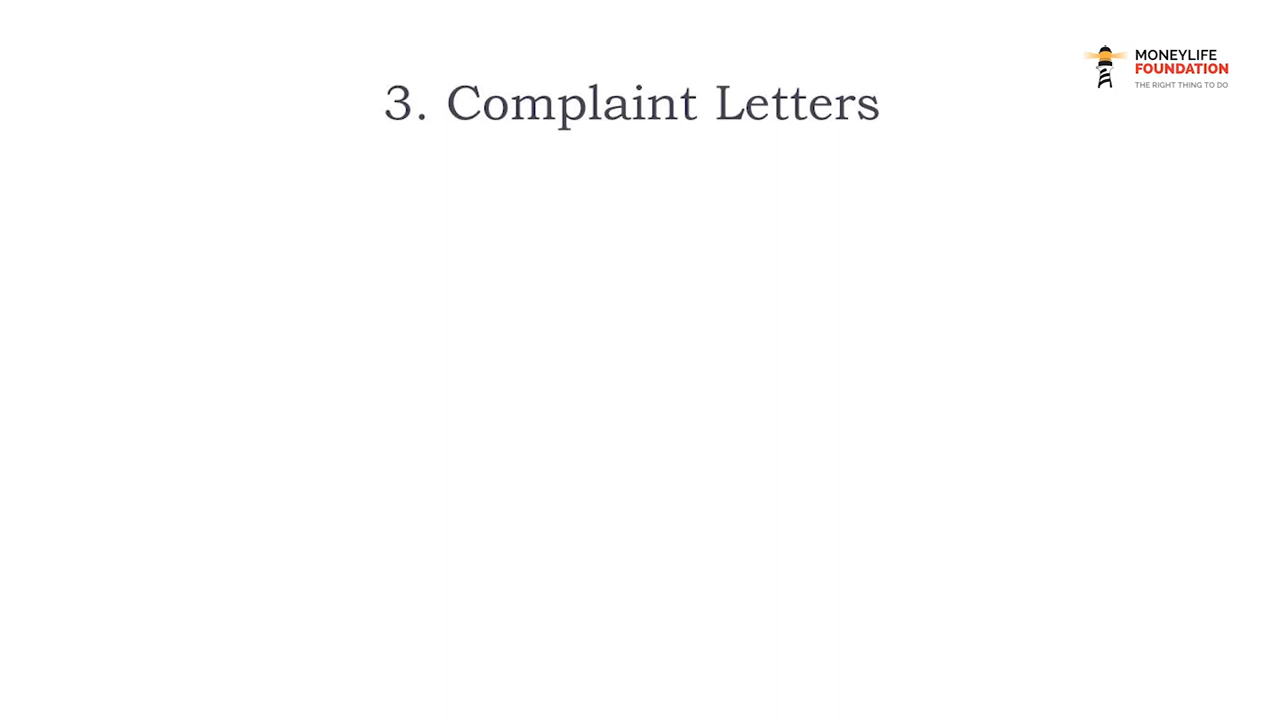 3. Complaint Letters
MONEYLIFE
FOUNDATION
THE RIGHT THING TO DO